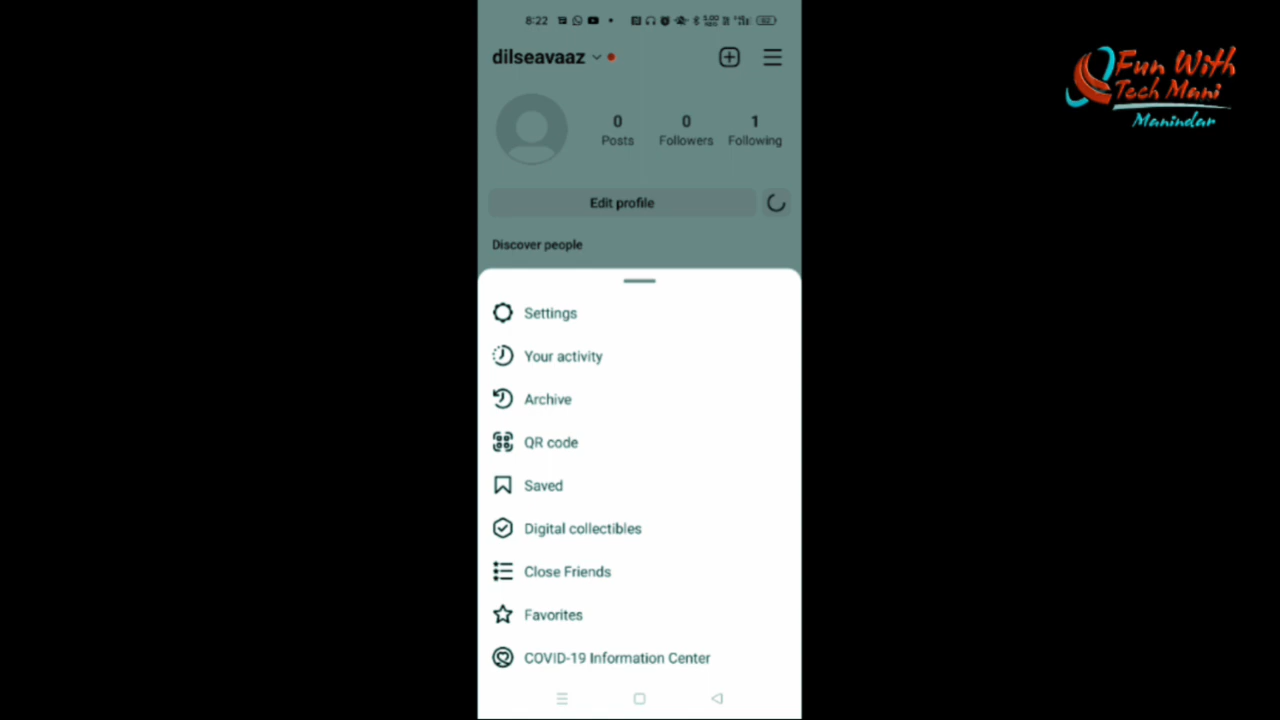 8:22
dilseavaaz
0 0 1
Posts Followers Following
Edit profile
Discover people
Settings
Your activity
Archive
QR code
Saved
Digital collectibles
Close Friends
Favorites
COVID-19 Information Center
Fun With
Tech Mani
Manindar